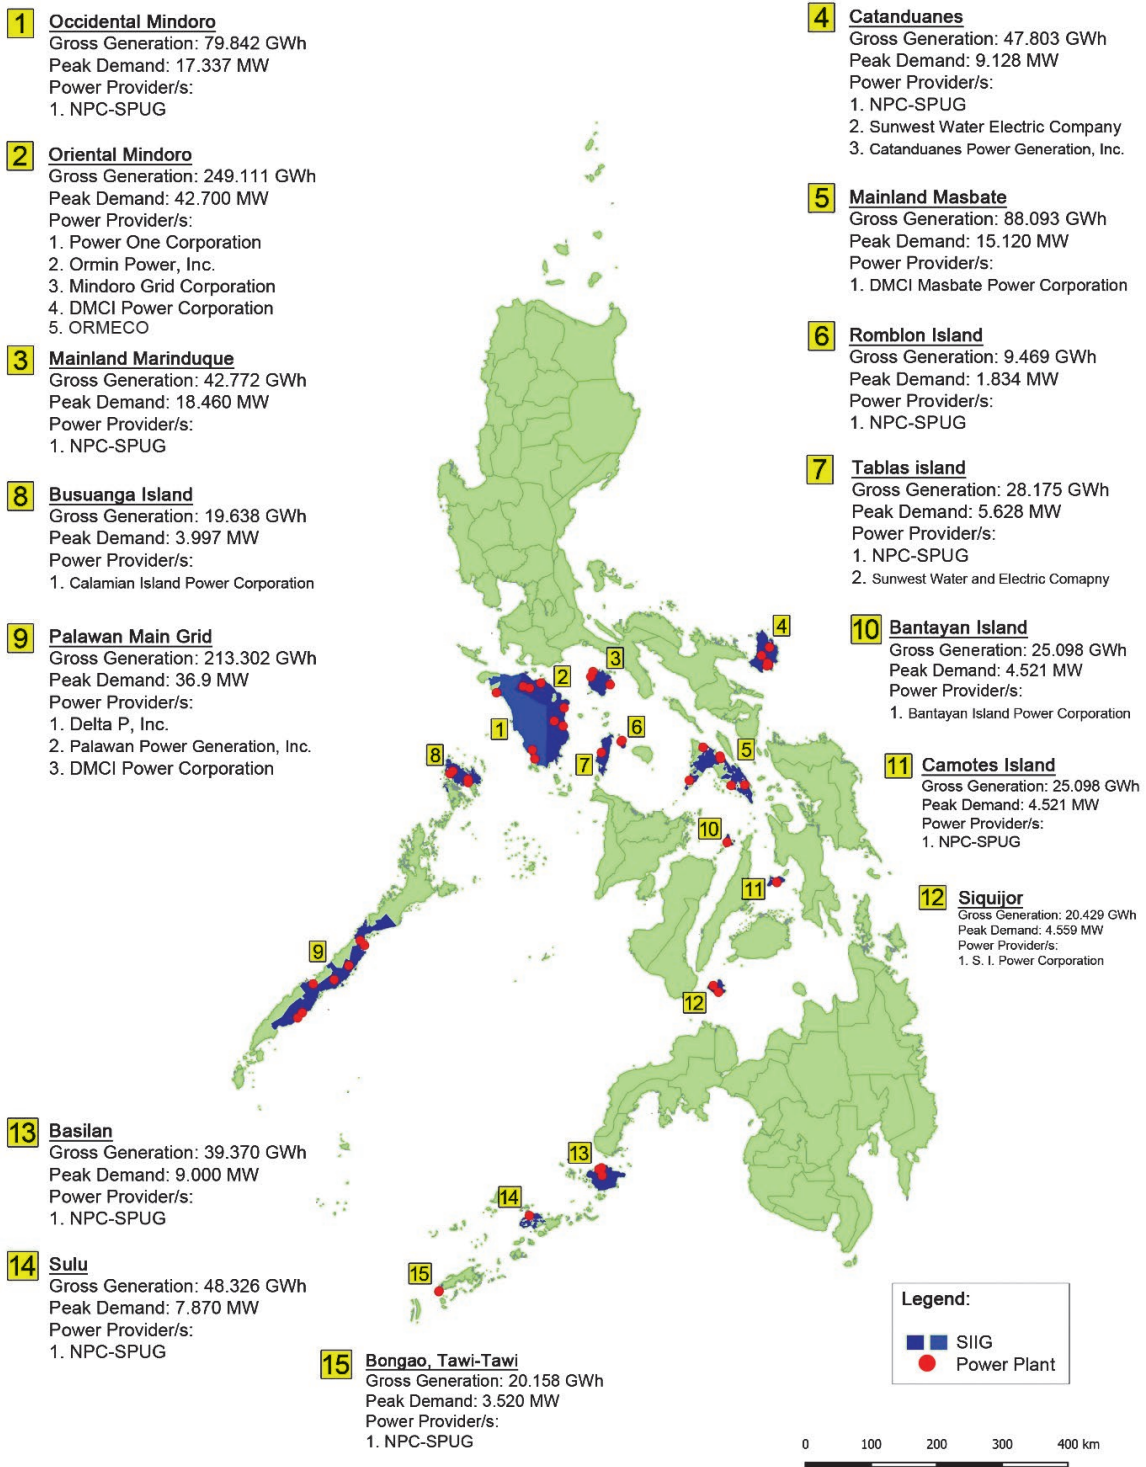 1
Occidental Mindoro
Gross Generation: 79.842 GWh
Peak Demand: 17.337 MW
Power Provider/s:
1. NPC-SPUG
2
Oriental Mindoro
Gross Generation: 249.111 GWh
Peak Demand: 42.700 MW
Power Provider/s:
1. Power One Corporation
2. Ormin Power, Inc.
3. Mindoro Grid Corporation
4. DMCI Power Corporation
5. ORMECO
3
Mainland Marinduque
Gross Generation: 42.772 GWh
Peak Demand: 18.460 MW
Power Provider/s:
1. NPC-SPUG
8
Busuanga Island
Gross Generation: 19.638 GWh
Peak Demand: 3.997 MW
Power Provider/s:
1. Calamian Island Power Corporation
9
Palawan Main Grid
Gross Generation: 213.302 GWh
Peak Demand: 36.9 MW
Power Provider/s:
1. Delta P, Inc.
2. Palawan Power Generation, Inc.
3. DMCI Power Corporation
13
Basilan
Gross Generation: 39.370 GWh
Peak Demand: 9.000 MW
Power Provider/s:
1. NPC-SPUG
14
Sulu
Gross Generation: 48.326 GWh
Peak Demand: 7.870 MW
Power Provider/s:
1. NPC-SPUG
15
Bongao, Tawi-Tawi
Gross Generation: 20.158 GWh
Peak Demand: 3.520 MW
Power Provider/s:
1. NPC-SPUG
4
Catanduanes
Gross Generation: 47.803 GWh
Peak Demand: 9.128 MW
Power Provider/s:
1. NPC-SPUG
2. Sunwest Water Electric Company
3. Catanduanes Power Generation, Inc.
5
Mainland Masbate
Gross Generation: 88.093 GWh
Peak Demand: 15.120 MW
Power Provider/s:
1. DMCI Masbate Power Corporation
6
Romblon Island
Gross Generation: 9.469 GWh
Peak Demand: 1.834 MW
Power Provider/s:
1. NPC-SPUG
7
Tablas island
Gross Generation: 28.175 GWh
Peak Demand: 5.628 MW
Power Provider/s:
1. NPC-SPUG
2. Sunwest Water and Electric Comapny
10
Bantayan Island
Gross Generation: 25.098 GWh
Peak Demand: 4.521 MW
Power Provider/s:
1. Bantayan Island Power Corporation
11
Camotes Island
Gross Generation: 25.098 GWh
Peak Demand: 4.521 MW
Power Provider/s:
1. NPC-SPUG
12
Siquijor
Gross Generation: 20.429 GWh
Peak Demand: 4.559 MW
Power Provider/s:
1. S. I. Power Corporation
4
3
2
1
6
5
7
8
10
11
9
12
13
14
15
Legend:
SIIG
Power Plant
0 100 200 300 400 km